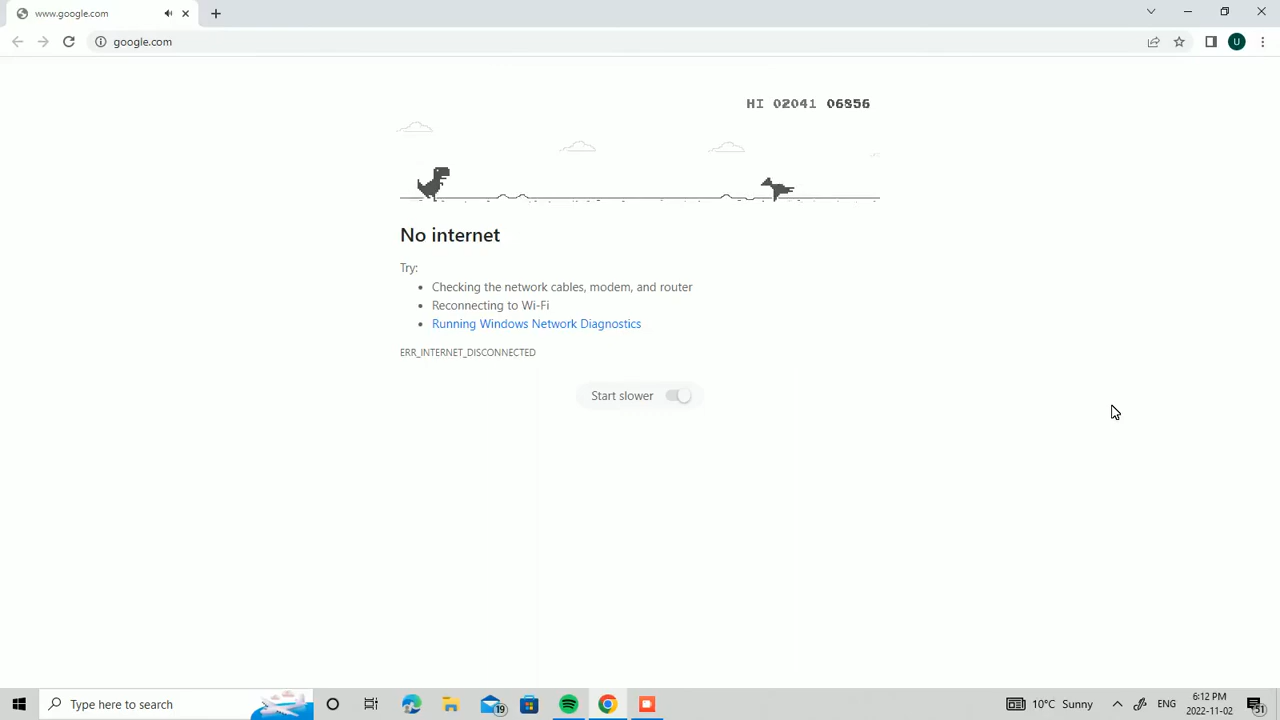 www.google.com
google.com
U
HI 02041 06856
No internet
Try:
Checking the network cables, modem, and router
Reconnecting to Wi-Fi
Running Windows Network Diagnostics
ERR_INTERNET_DISCONNECTED
Start slower
Type here to search
19
10°C Sunny
ENG
6:12 PM
2022-11-02
51